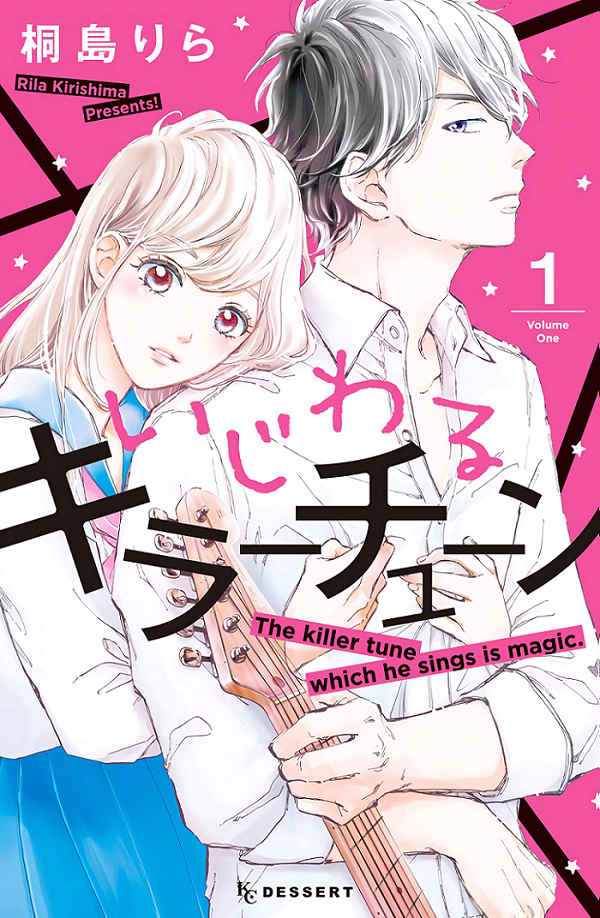 桐島りら
Rila Kirishima
Presents!
1
Volume
One
いじわる
キラーチューン
The killer tune
which he sings is magic.
KC DESSERT